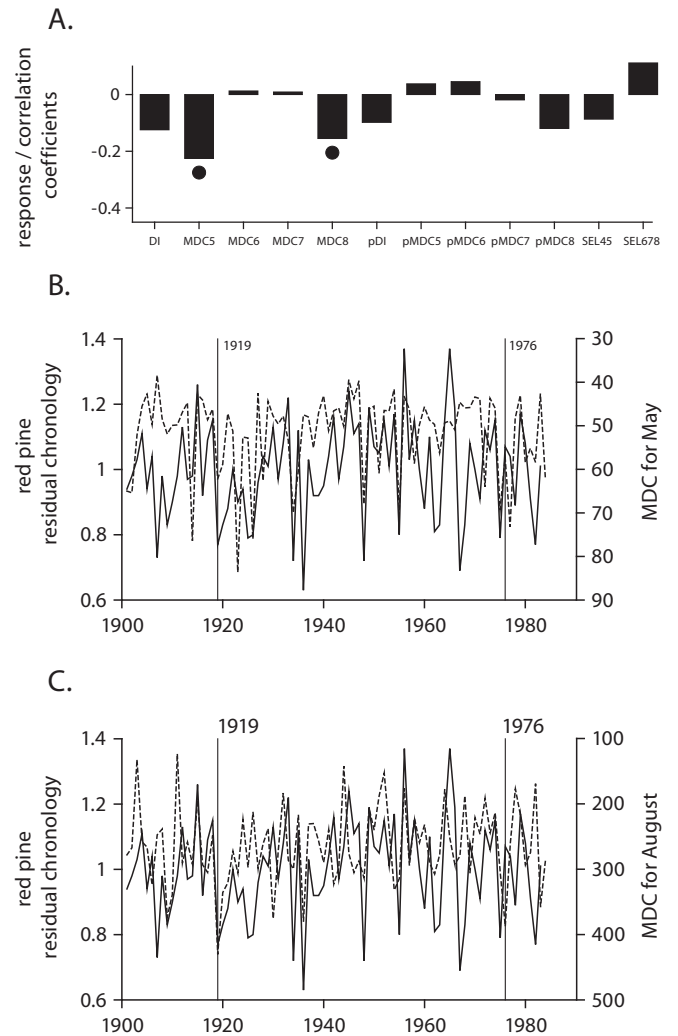 A.
response / correlation
coefficients
0
-0.2
-0.4
DI MDC5 MDC6 MDC7 MDC8 pDI pMDC5 pMDC6 pMDC7 pMDC8 SEL45 SEL678
B.
red pine
residual chronology
1.4
1.2
1
0.8
0.6
1919
1976
30
40
50
60
70
80
90
MDC for May
1900 1920 1940 1960 1980
C.
red pine
residual chronology
1.4
1.2
1
0.8
0.6
1919
1976
100
200
300
400
500
MDC for August
1900 1920 1940 1960 1980